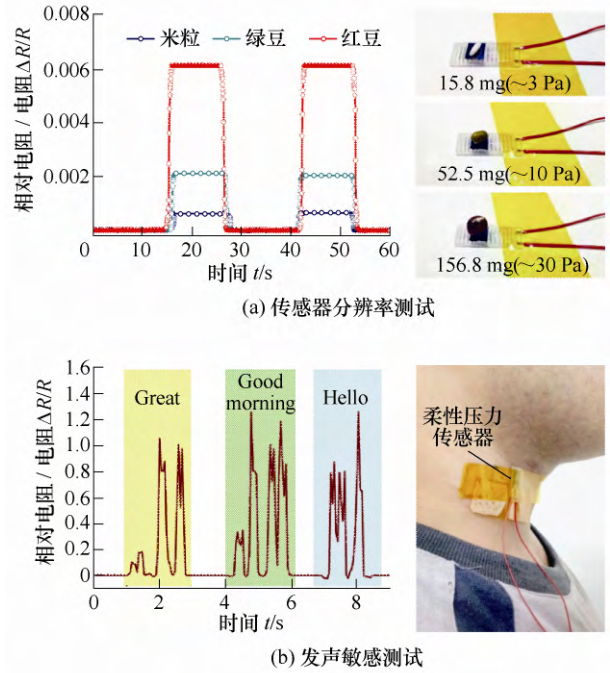 0.008
0.006
0.004
0.002
0
相对电阻 / 电阻 ΔR/R
米粒
绿豆
红豆
0 10 20 30 40 50 60
时间 t/s
15.8 mg(～3 Pa)
52.5 mg(～10 Pa)
156.8 mg(～30 Pa)
(a) 传感器分辨率测试
1.6
1.4
1.2
1.0
0.8
0.6
0.4
0.2
0
相对电阻 / 电阻 ΔR/R
Great
Good
morning
Hello
0 2 4 6 8
时间 t/s
柔性压力
传感器
(b) 发声敏感测试